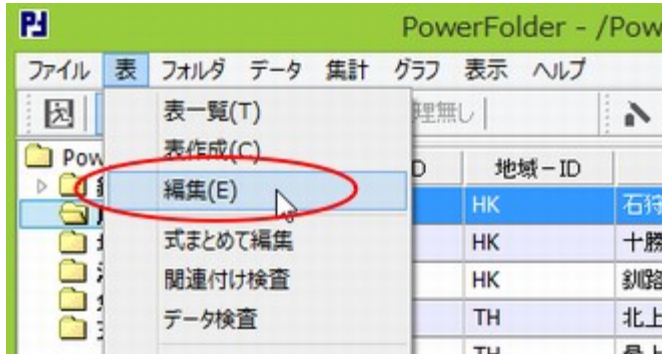 PowerFolder - /Pow
ファイル 表 フォルダ データ 集計 グラフ 表示 ヘルプ
表一覧(T)
理無し
表作成(C)
Pow
D 地域－ID
編集(E)
HK 石狩
式まとめて編集
HK 十勝
関連付け検査
HK 釧路
データ検査
TH 北上
TH 最上